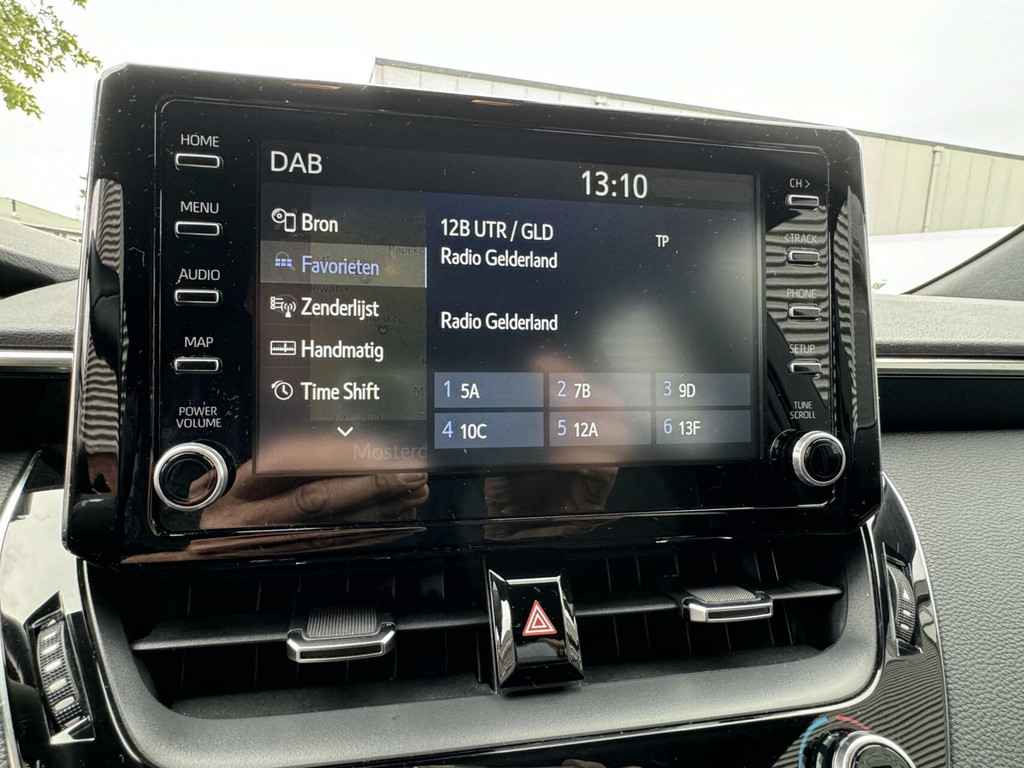 HOME
MENU
AUDIO
MAP
POWER
VOLUME
DAB
13:10
Bron
Favorieten
Zenderlijst
Handmatig
Time Shift
12B UTR / GLD
TP
Radio Gelderland
Radio Gelderland
1 5A
2 7B
3 9D
4 10C
5 12A
6 13F
CH >
< TRACK
PHONE
SETUP
TUNE
SCROLL